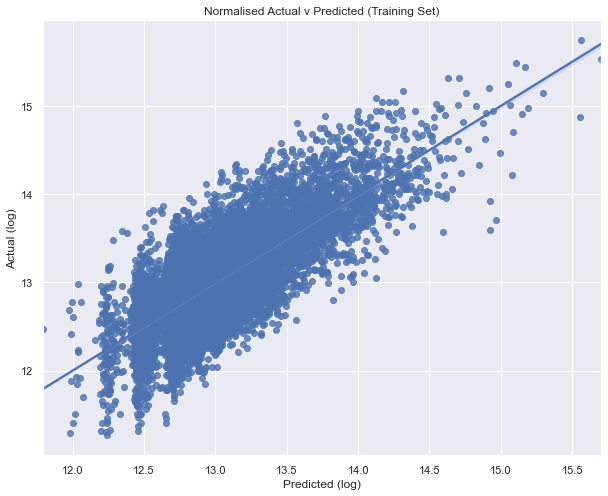 Normalised Actual v Predicted (Training Set)
Actual (log)
15
14
13
12
12.0 12.5 13.0 13.5 14.0 14.5 15.0 15.5
Predicted (log)